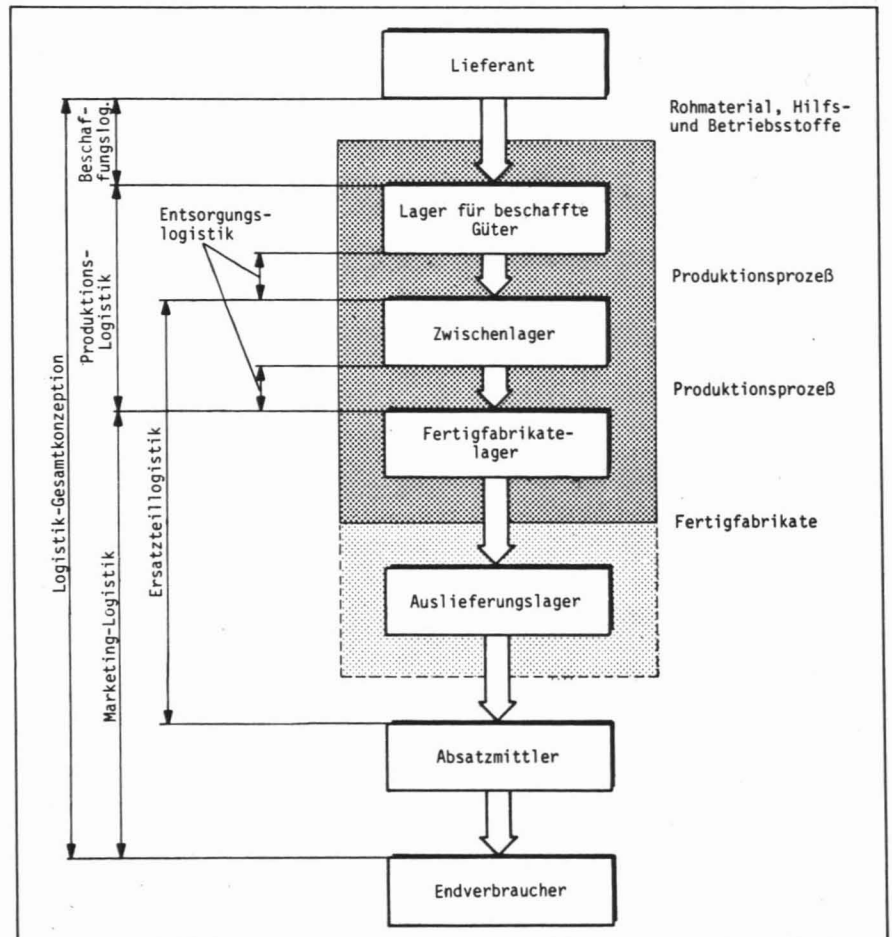 Lieferant
Rohmaterial, Hilfs-
und Betriebsstoffe
Beschaf-
fungslog.
Lager für beschaffte
Güter
Entsorgungs-
logistik
Produktionsprozeß
Produktions-
Logistik
Zwischenlager
Produktionsprozeß
Fertigfabrikate-
lager
Logistik-Gesamtkonzeption
Ersatzteillogistik
Marketing-Logistik
Fertigfabrikate
Auslieferungslager
Absatzmittler
Endverbraucher